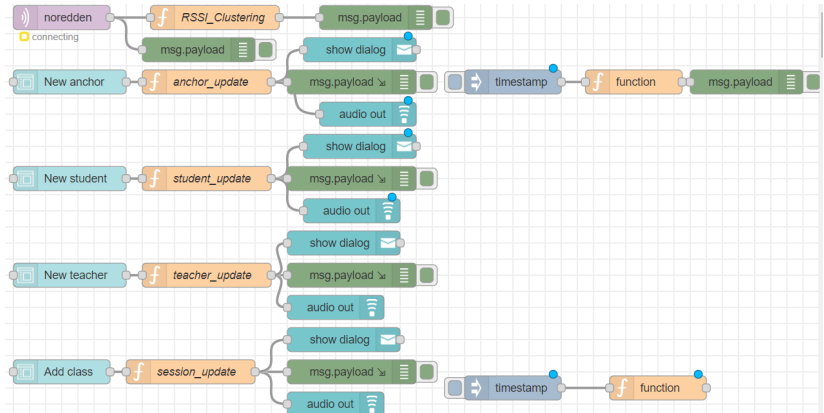 noredden
RSSI_Clustering
msg.payload
connecting
msg.payload
show dialog
New anchor
anchor_update
msg.payload
timestamp
function
msg.payload
audio out
show dialog
New student
student_update
msg.payload
audio out
show dialog
New teacher
teacher_update
msg.payload
audio out
show dialog
Add class
session_update
msg.payload
timestamp
function
audio out